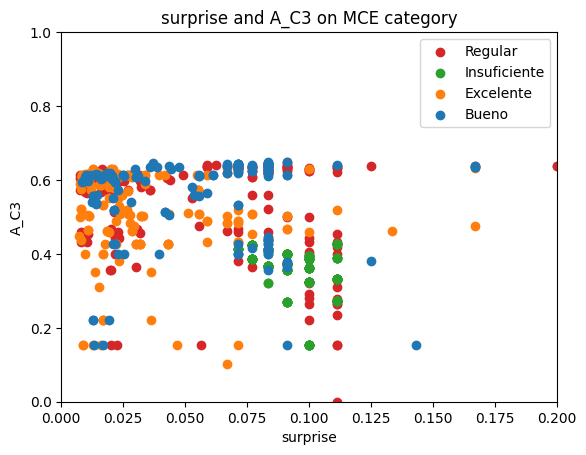 surprise and A_C3 on MCE category
Regular
Insuficiente
Excelente
Bueno
A_C3
1.0
0.8
0.6
0.4
0.2
0.0
0.000 0.025 0.050 0.075 0.100 0.125 0.150 0.175 0.200
surprise